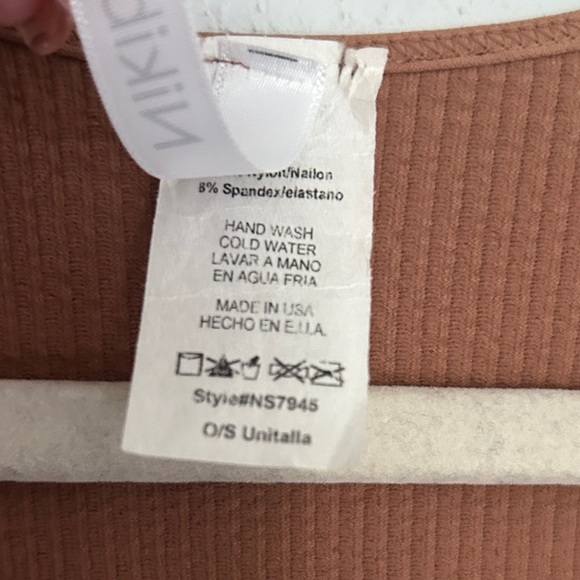 Nikib
Nylon/Nailon
8% Spandex/elastano
HAND WASH
COLD WATER
LAVAR A MANO
EN AGUA FRIA
MADE IN USA
HECHO EN E.U.A.
Style#NS7945
O/S Unitalla